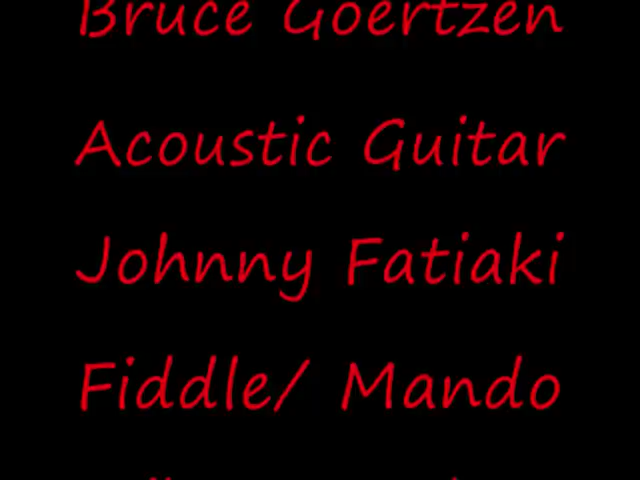 Bruce Goertzen
Acoustic Guitar
Johnny Fatiaki
Fiddle/ Mando